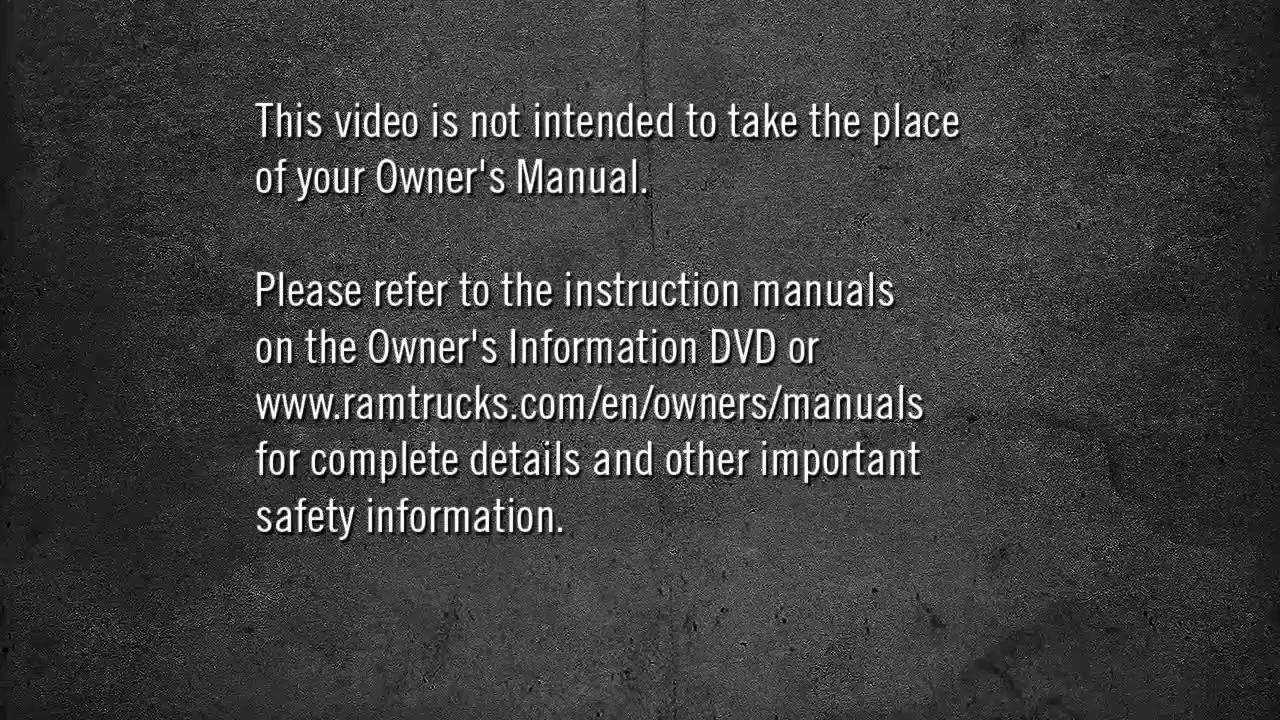 This video is not intended to take the place
of your Owner's Manual.
Please refer to the instruction manuals
on the Owner's Information DVD or
www.ramtrucks.com/en/owners/manuals
for complete details and other important
safety information.